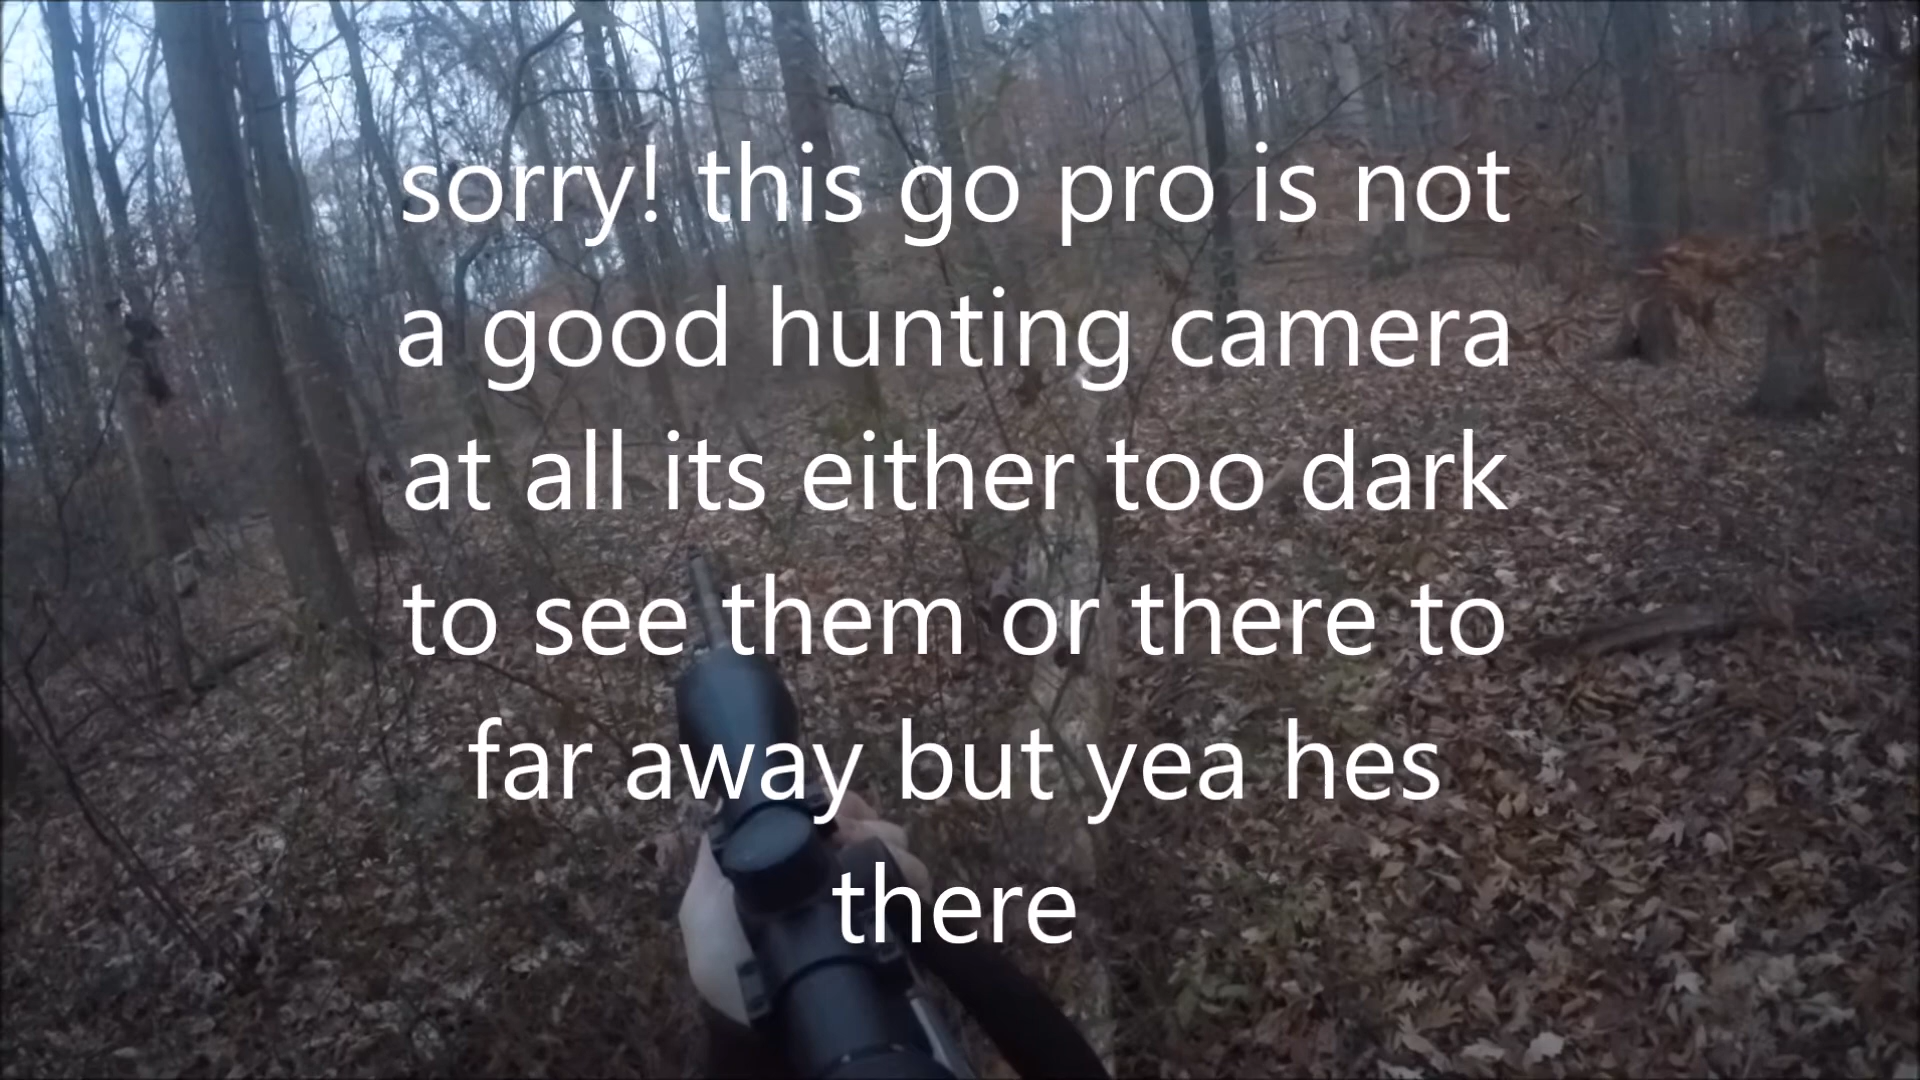 sorry! this go pro is not
a good hunting camera
at all its either too dark
to see them or there to
far away but yea hes
there